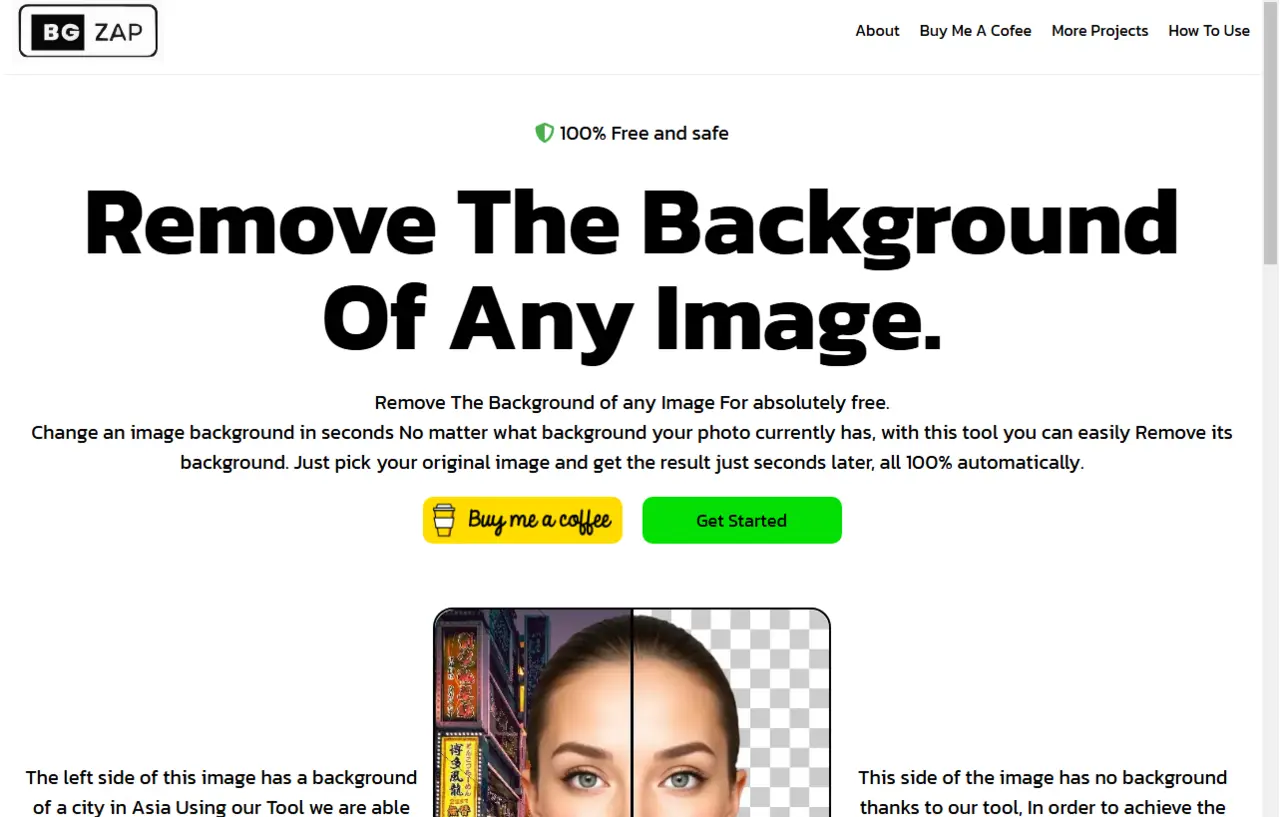 BG ZAP
About Buy Me A Cofee More Projects How To Use
100% Free and safe
Remove The Background
Of Any Image.
Remove The Background of any Image For absolutely free.
Change an image background in seconds No matter what background your photo currently has, with this tool you can easily Remove its
background. Just pick your original image and get the result just seconds later, all 100% automatically.
Buy me a coffee Get Started
博多風龍
The left side of this image has a background
of a city in Asia Using our Tool we are able
This side of the image has no background
thanks to our tool, In order to achieve the